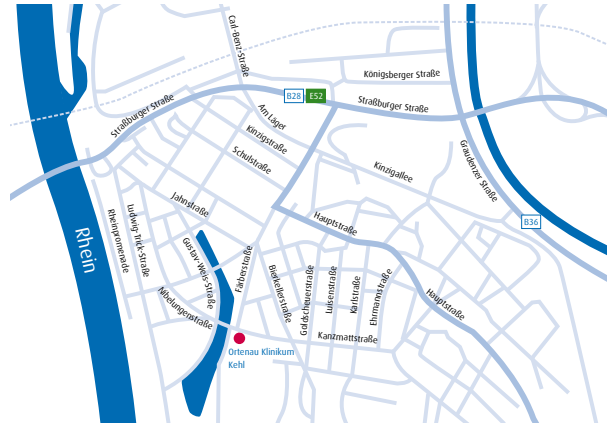 Carl-Benz-Straße
Königsberger Straße
B28
E52
Straßburger Straße
Straßburger Straße
Am Läger
Kinzigstraße
Schulstraße
Kinzigallee
Graudenzer Straße
Jahnstraße
Hauptstraße
B36
Rheinpromenade
Ludwig-Trick-Straße
Rhein
Gustav-Weis-Straße
Färberstraße
Bierkellerstraße
Goldscheuerstraße
Luisenstraße
Karlstraße
Ehrmannstraße
Nibelungenstraße
Hauptstraße
Kanzmattstraße
Ortenau Klinikum
Kehl